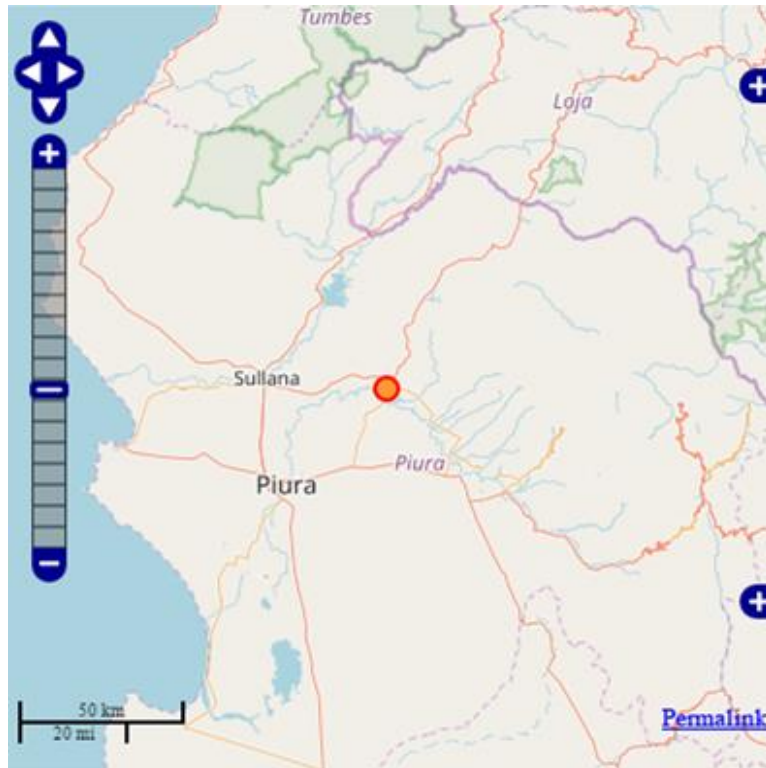 Tumbes
Loja
Sullana
Piura
Piura
50 km
20 mi
Permalink